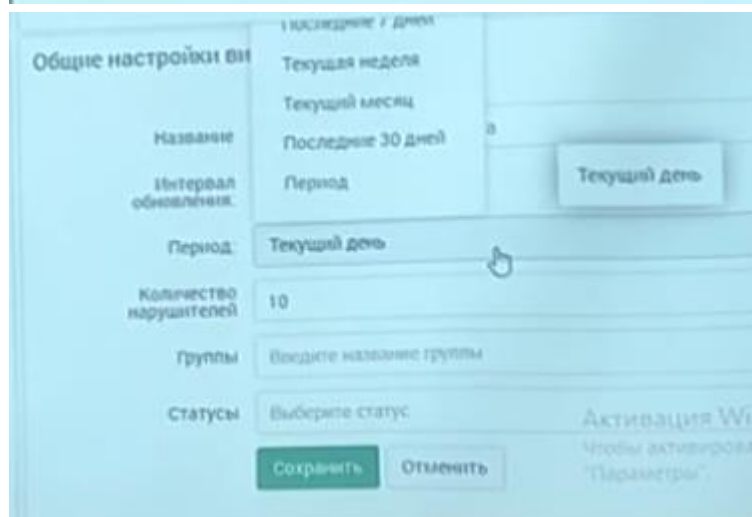 Последние 7 дней
Общие настройки ви
Текущая неделя
Текущий месяц
Название
Последние 30 дней
а
Интервал
обновления:
Период
Текущий день
Период:
Текущий день
Количество
нарушителей
10
Группы
Введите название группы
Статусы
Выберите статус
Сохранить
Отменить
Активация Wi
Чтобы активирова
"Параметры".